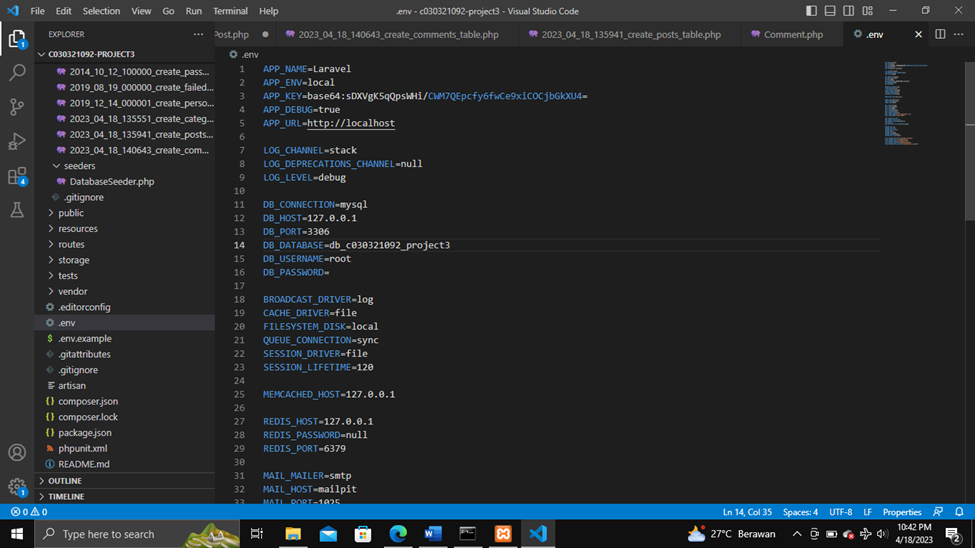 File Edit Selection View Go Run Terminal Help
.env - c030321092-project3 - Visual Studio Code
EXPLORER
Post.php
2023_04_18_140643_create_comments_table.php
2023_04_18_135941_create_posts_table.php
Comment.php
.env
C030321092-PROJECT3
2014_10_12_100000_create_pass...
2019_08_19_000000_create_failed...
2019_12_14_000001_create_perso...
2023_04_18_135551_create_categ...
2023_04_18_135941_create_posts...
2023_04_18_140643_create_com...
seeders
DatabaseSeeder.php
.gitignore
public
resources
routes
storage
tests
vendor
.editorconfig
.env
.env.example
.gitattributes
.gitignore
artisan
composer.json
composer.lock
package.json
phpunit.xml
README.md
OUTLINE
TIMELINE
4
1
.env
1 APP_NAME=Laravel
2 APP_ENV=local
3 APP_KEY=base64:sDXVgK5qQpsWHi/CWM7QEpcfy6fwCe9xiCOCjbGkXU4=
4 APP_DEBUG=true
5 APP_URL=http://localhost
6
7 LOG_CHANNEL=stack
8 LOG_DEPRECATIONS_CHANNEL=null
9 LOG_LEVEL=debug
10
11 DB_CONNECTION=mysql
12 DB_HOST=127.0.0.1
13 DB_PORT=3306
14 DB_DATABASE=db_c030321092_project3
15 DB_USERNAME=root
16 DB_PASSWORD=
17
18 BROADCAST_DRIVER=log
19 CACHE_DRIVER=file
20 FILESYSTEM_DISK=local
21 QUEUE_CONNECTION=sync
22 SESSION_DRIVER=file
23 SESSION_LIFETIME=120
24
25 MEMCACHED_HOST=127.0.0.1
26
27 REDIS_HOST=127.0.0.1
28 REDIS_PASSWORD=null
29 REDIS_PORT=6379
30
31 MAIL_MAILER=smtp
32 MAIL_HOST=mailpit
33 MAIL_PORT=1025
0 0
Ln 14, Col 35 Spaces: 4 UTF-8 LF Properties
Type here to search
27°C Berawan
10:42 PM
4/18/2023
2